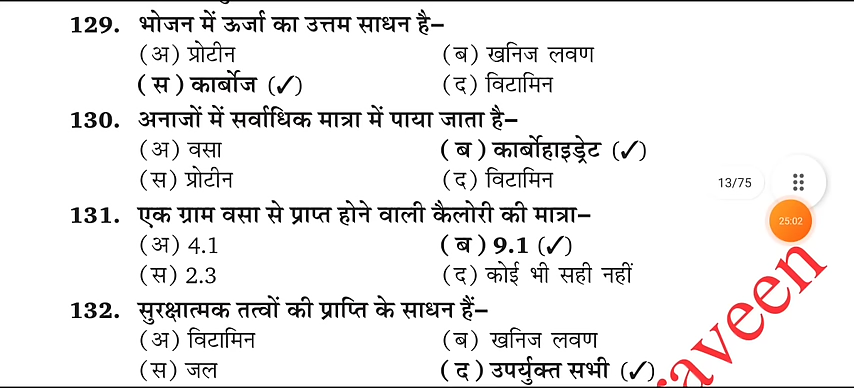 129. भोजन में ऊर्जा का उत्तम साधन है–
(अ) प्रोटीन (ब) खनिज लवण
(स) कार्बोज (✓) (द) विटामिन
130. अनाजों में सर्वाधिक मात्रा में पाया जाता है–
(अ) वसा (ब) कार्बोहाइड्रेट (✓)
(स) प्रोटीन (द) विटामिन
13/75
131. एक ग्राम वसा से प्राप्त होने वाली कैलोरी की मात्रा–
25:02
(अ) 4.1 (ब) 9.1 (✓)
(स) 2.3 (द) कोई भी सही नहीं
132. सुरक्षात्मक तत्वों की प्राप्ति के साधन हैं–
(अ) विटामिन (ब) खनिज लवण
(स) जल (द) उपर्युक्त सभी (✓)
aveen